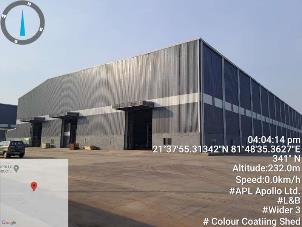 04:04:14 pm
21°37'55.31342"N 81°48'35.3627"E
341° N
Altitude:232.0m
Speed:0.0km/h
#APL Apollo Ltd.
#L&B
#Wider 3
# Colour Coatiing Shed
Google